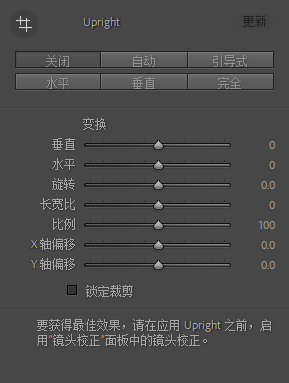 Upright 更新
关闭 自动 引导式
水平 垂直 完全
变换
垂直 0
水平 0
旋转 0.0
长宽比 0
比例 100
X 轴偏移 0.0
Y 轴偏移 0.0
锁定裁剪
要获得最佳效果，请在应用 Upright 之前，启
用“镜头校正”面板中的镜头校正。